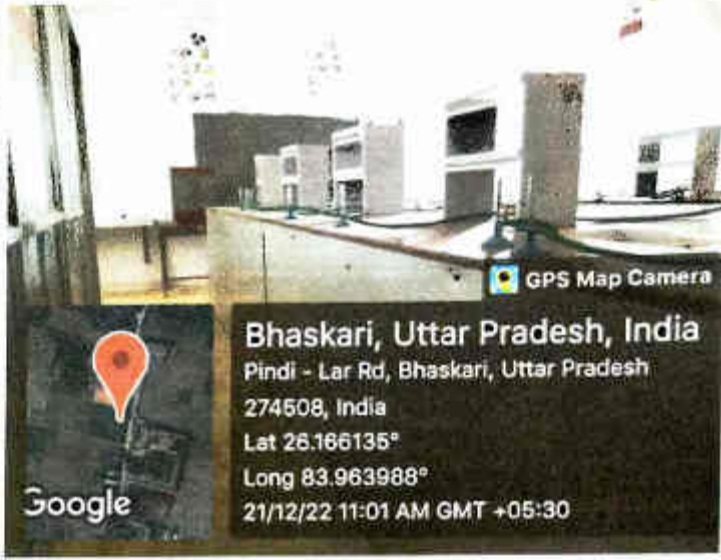 GPS Map Camera
Bhaskari, Uttar Pradesh, India
Pindi - Lar Rd, Bhaskari, Uttar Pradesh
274508, India
Lat 26.166135°
Long 83.963988°
21/12/22 11:01 AM GMT +05:30
Google